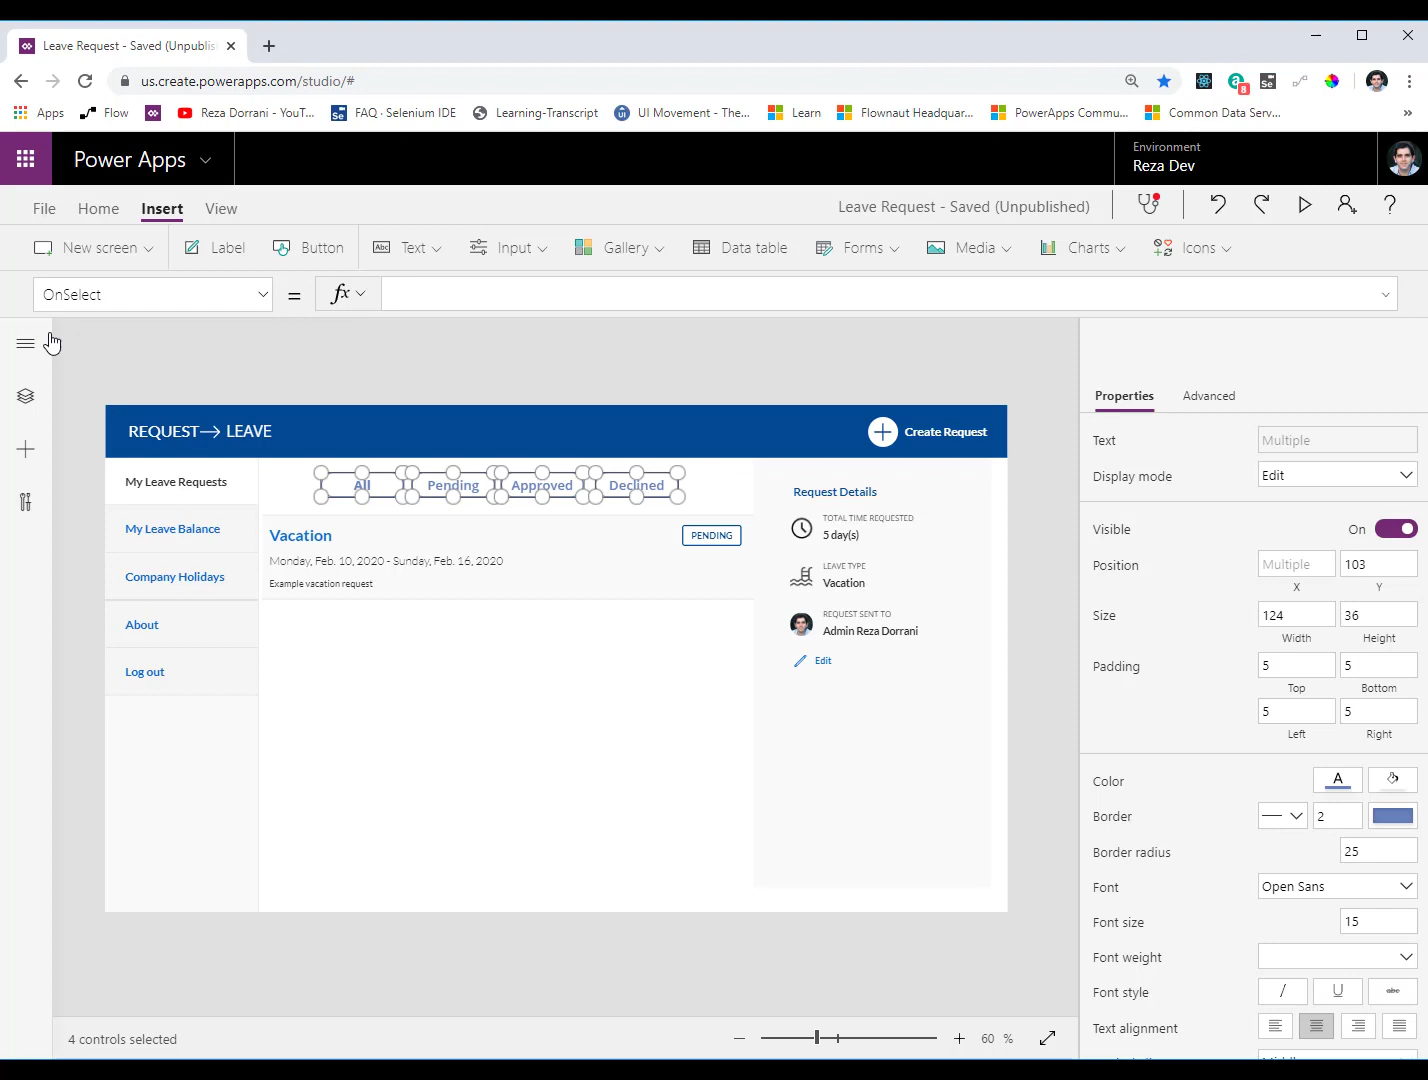 Leave Request - Saved (Unpublis
us.create.powerapps.com/studio/#
8
Apps Flow Reza Dorrani - YouT... Se FAQ · Selenium IDE Learning-Transcript UI Movement - The... Learn Flownaut Headquar... PowerApps Commu... Common Data Serv... »
Power Apps
Environment
Reza Dev
File Home Insert View
Leave Request - Saved (Unpublished)
New screen Label Button Abc Text Input Gallery Data table Forms Media Charts Icons
OnSelect = fx
REQUEST LEAVE
Create Request
My Leave Requests
My Leave Balance
Company Holidays
About
Log out
All Pending Approved Declined
Vacation
PENDING
Monday, Feb. 10, 2020 - Sunday, Feb. 16, 2020
Example vacation request
Request Details
TOTAL TIME REQUESTED
5 day(s)
LEAVE TYPE
Vacation
REQUEST SENT TO
Admin Reza Dorrani
Edit
Properties Advanced
Text Multiple
Display mode Edit
Visible On
Position Multiple 103
X Y
Size 124 36
Width Height
Padding 5 5
Top Bottom
5 5
Left Right
Color A
Border 2
Border radius 25
Font Open Sans
Font size 15
Font weight
Font style / U abc
Text alignment
4 controls selected
60 %